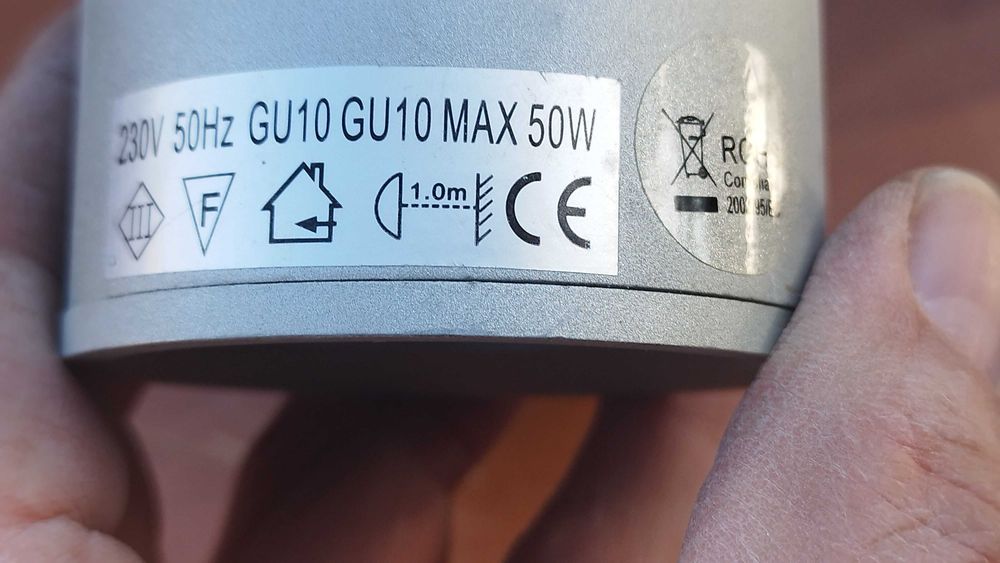 230V 50Hz GU10 GU10 MAX 50W
III F 1.0m CE